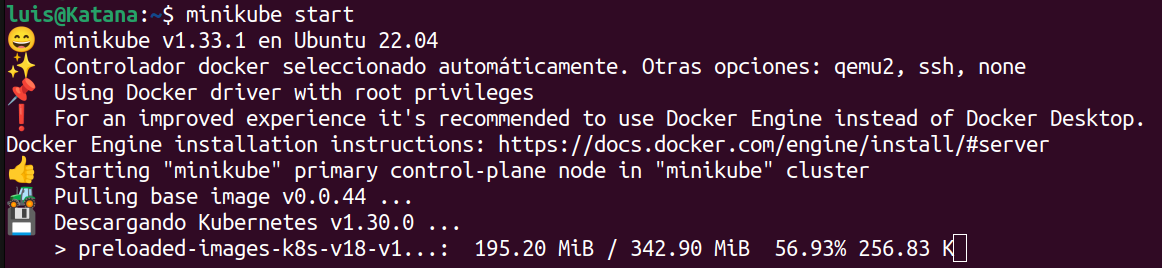 luis@Katana:~$ minikube start
😄 minikube v1.33.1 en Ubuntu 22.04
✨ Controlador docker seleccionado automáticamente. Otras opciones: qemu2, ssh, none
📌 Using Docker driver with root privileges
❗ For an improved experience it's recommended to use Docker Engine instead of Docker Desktop.
Docker Engine installation instructions: https://docs.docker.com/engine/install/#server
👍 Starting "minikube" primary control-plane node in "minikube" cluster
🚜 Pulling base image v0.0.44 ...
💾 Descargando Kubernetes v1.30.0 ...
> preloaded-images-k8s-v18-v1...: 195.20 MiB / 342.90 MiB 56.93% 256.83 K